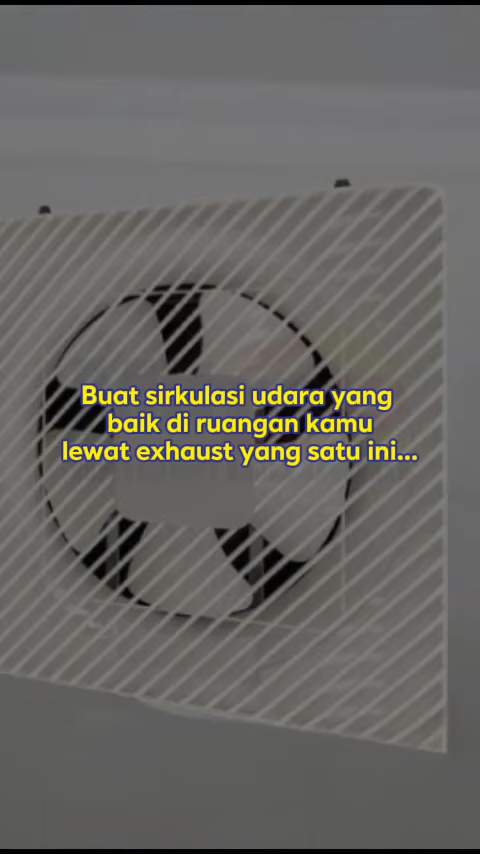 Buat sirkulasi udara yang
baik di ruangan kamu
lewat exhaust yang satu ini...